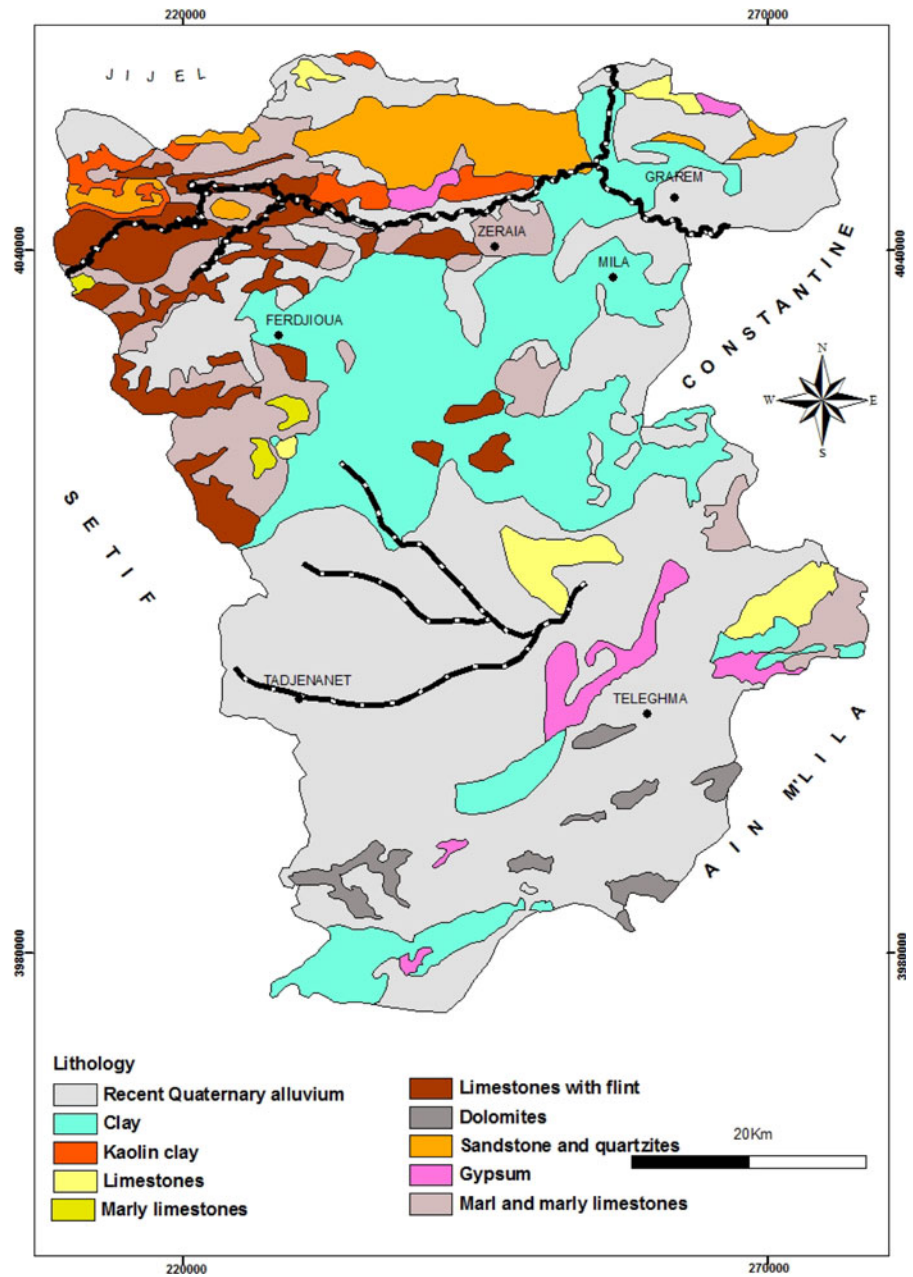 220000
270000
JIJEL
GRAREM
ZERAIA
4040000
4040000
MILA
CONSTANTINE
FERDJIOUA
N
W
E
S
SETIF
TADJENANET
TELEGHMA
AIN M'LILA
3980000
3980000
Lithology
Recent Quaternary alluvium
Clay
Kaolin clay
Limestones
Marly limestones
Limestones with flint
Dolomites
Sandstone and quartzites
Gypsum
Marl and marly limestones
20Km
220000
270000